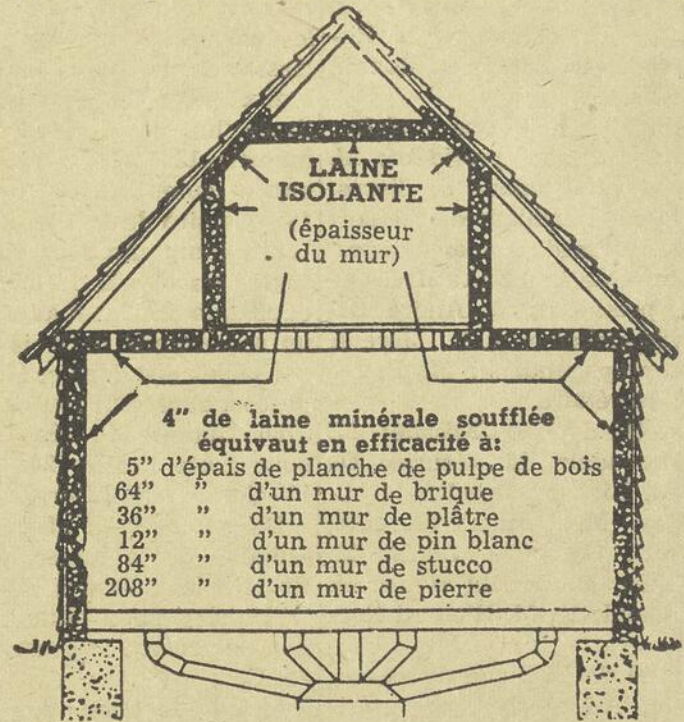 LAINE
ISOLANTE
(épaisseur
du mur)
4” de laine minérale soufflée
équivaut en efficacité à:
5” d'épais de planche de pulpe de bois
64” ” d'un mur de brique
36” ” d'un mur de plâtre
12” ” d'un mur de pin blanc
84” ” d'un mur de stucco
208” ” d'un mur de pierre